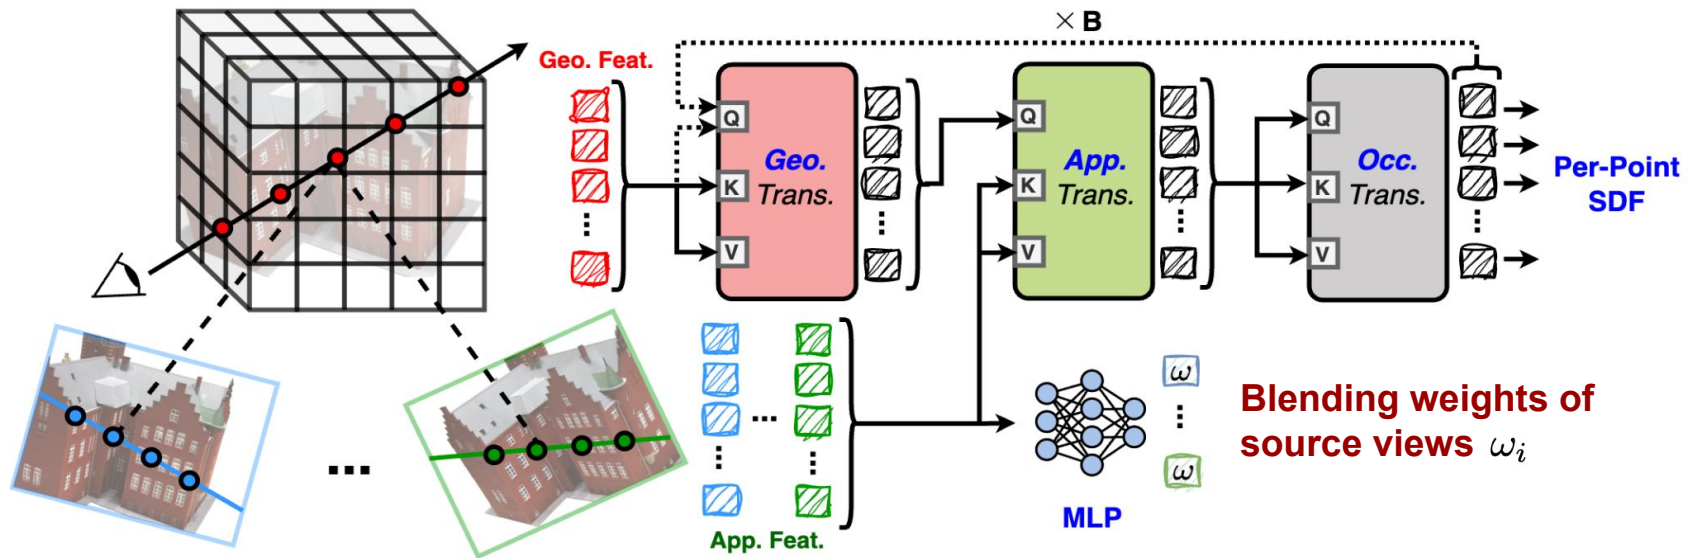 × B
Geo. Feat.
Q
K
V
Geo.
Trans.
Q
K
V
App.
Trans.
Q
K
V
Occ.
Trans.
Per-Point
SDF
App. Feat.
MLP
ω
ω
Blending weights of
source views ωᵢ